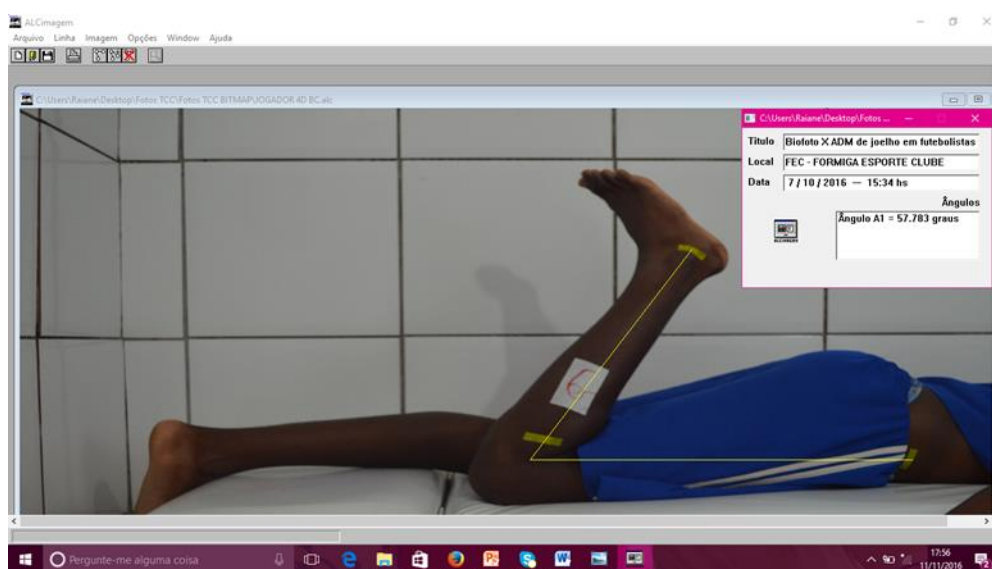 ALCimagem
Arquivo Linha Imagem Opções Window Ajuda
C:\Users\Raiane\Desktop\Fotos TCC\Fotos TCC BITMAP\JOGADOR 4D BC.alc
C:\Users\Raiane\Desktop\Fotos ...
Título Biofoto X ADM de joelho em futebolistas
Local FEC - FORMIGA ESPORTE CLUBE
Data 7 / 10 / 2016 — 15:34 hs
Ângulos
Ângulo A1 = 57.783 graus
ALCIMAGEM
Pergunte-me alguma coisa
17:56
11/11/2016